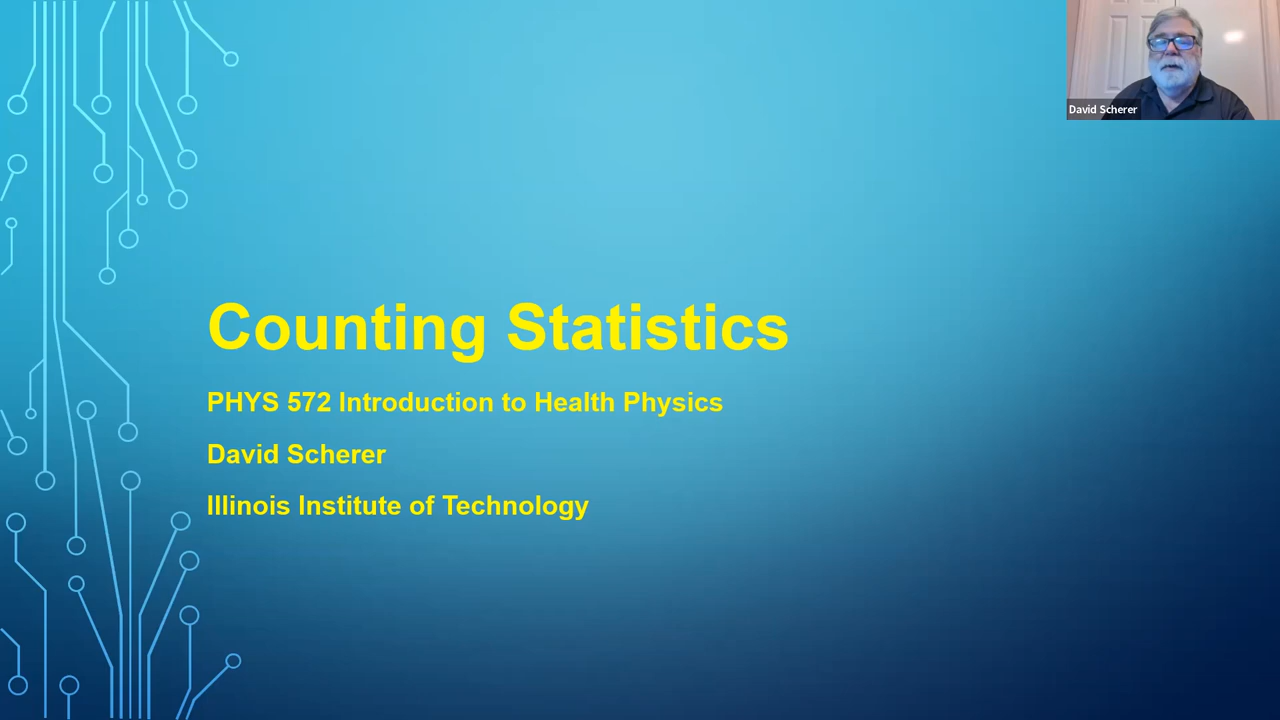 David Scherer
Counting Statistics
PHYS 572 Introduction to Health Physics
David Scherer
Illinois Institute of Technology